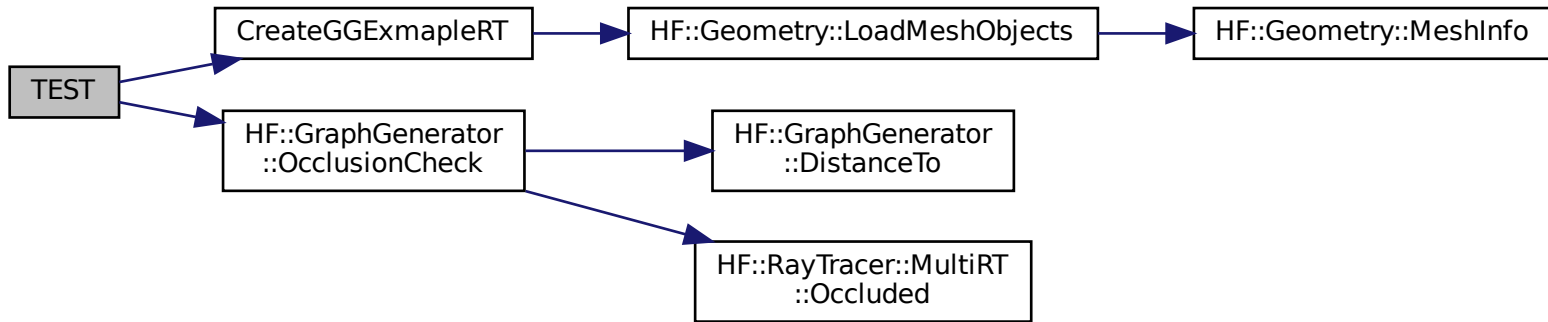 TEST
CreateGGExmapleRT
HF::Geometry::LoadMeshObjects
HF::Geometry::MeshInfo
HF::GraphGenerator
::OcclusionCheck
HF::GraphGenerator
::DistanceTo
HF::RayTracer::MultiRT
::Occluded